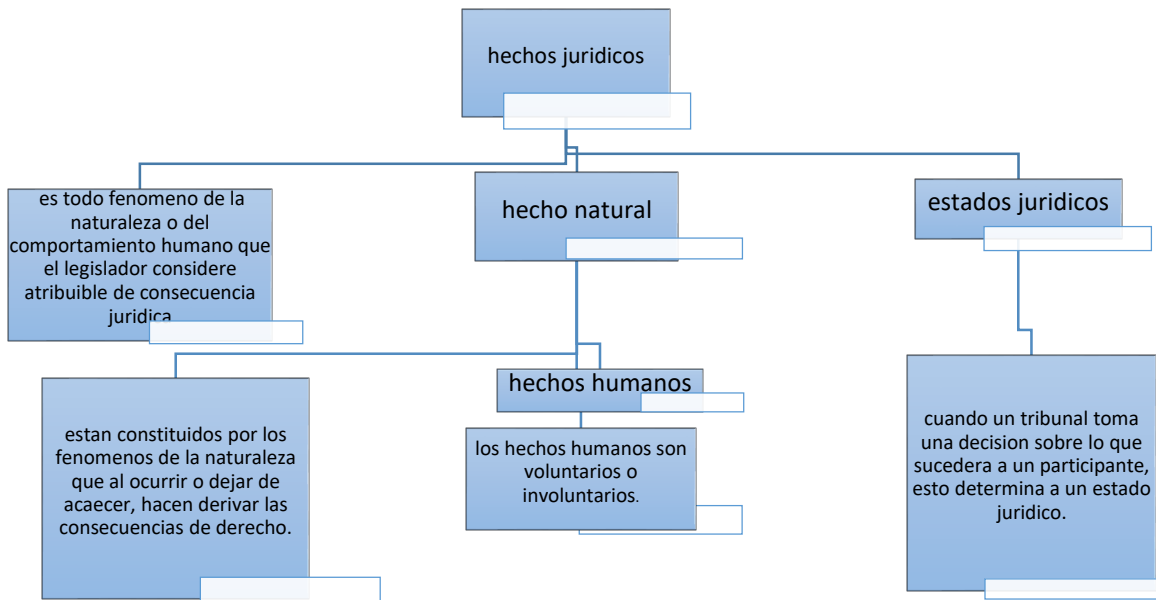 hechos juridicos
es todo fenomeno de la
naturaleza o del
comportamiento humano que
el legislador considere
atribuible de consecuencia
juridica
hecho natural
estados juridicos
estan constituidos por los
fenomenos de la naturaleza
que al ocurrir o dejar de
acaecer, hacen derivar las
consecuencias de derecho.
hechos humanos
los hechos humanos son
voluntarios o
involuntarios.
cuando un tribunal toma
una decision sobre lo que
sucedera a un participante,
esto determina a un estado
juridico.